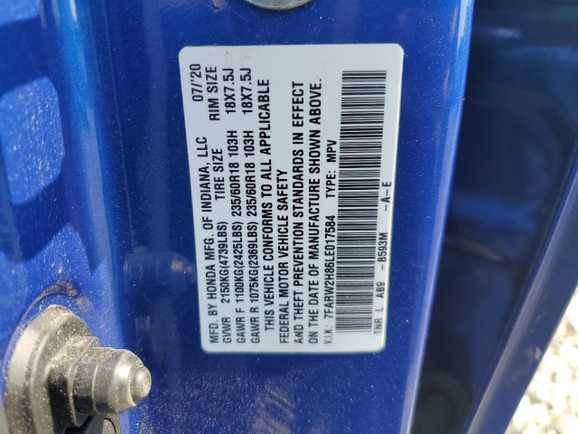 MFD. BY HONDA MFG. OF INDIANA, LLC 07/'20
GVWR 2150KG(4739LBS) TIRE SIZE RIM SIZE
GAWR F 1100KG(2425LBS) 235/60R18 103H 18X7.5J
GAWR R 1075KG(2369LBS) 235/60R18 103H 18X7.5J
THIS VEHICLE CONFORMS TO ALL APPLICABLE
FEDERAL MOTOR VEHICLE SAFETY
AND THEFT PREVENTION STANDARDS IN EFFECT
ON THE DATE OF MANUFACTURE SHOWN ABOVE.
V.I.N.: 7FARW2H86LE017584 TYPE: MPV
TNR L AB9 - B593M -A-E